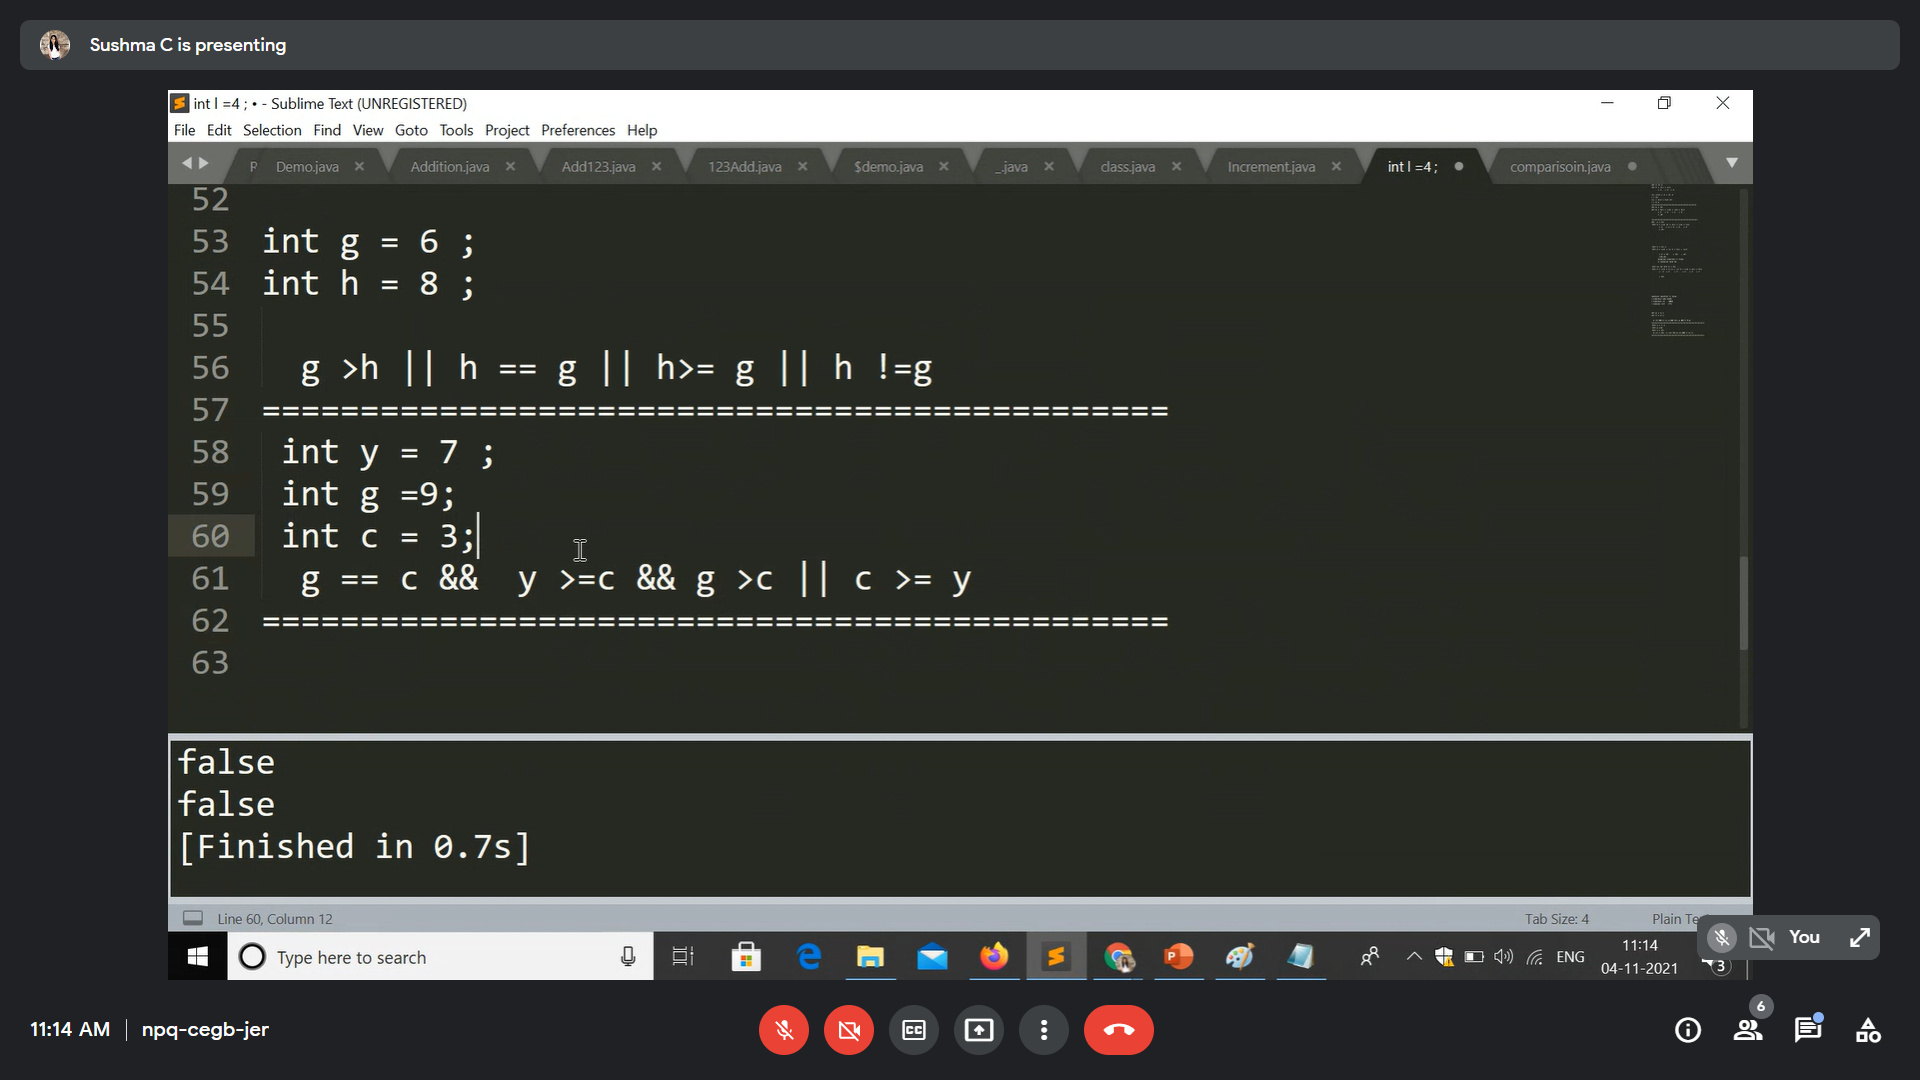 Sushma C is presenting
int l =4 ; • - Sublime Text (UNREGISTERED)
File Edit Selection Find View Goto Tools Project Preferences Help
Demo.java Addition.java Add123.java 123Add.java $demo.java _.java class.java Increment.java int l =4 ; comparisoin.java
52
53 int g = 6 ;
54 int h = 8 ;
55
56 g >h || h == g || h>= g || h !=g
57 ==============================================
58 int y = 7 ;
59 int g =9;
60 int c = 3;
61 g == c && y >=c && g >c || c >= y
62 ==============================================
63
false
false
[Finished in 0.7s]
Line 60, Column 12 Tab Size: 4 Plain Te
You
Type here to search ENG 11:14
04-11-2021 3
11:14 AM npq-cegb-jer 6